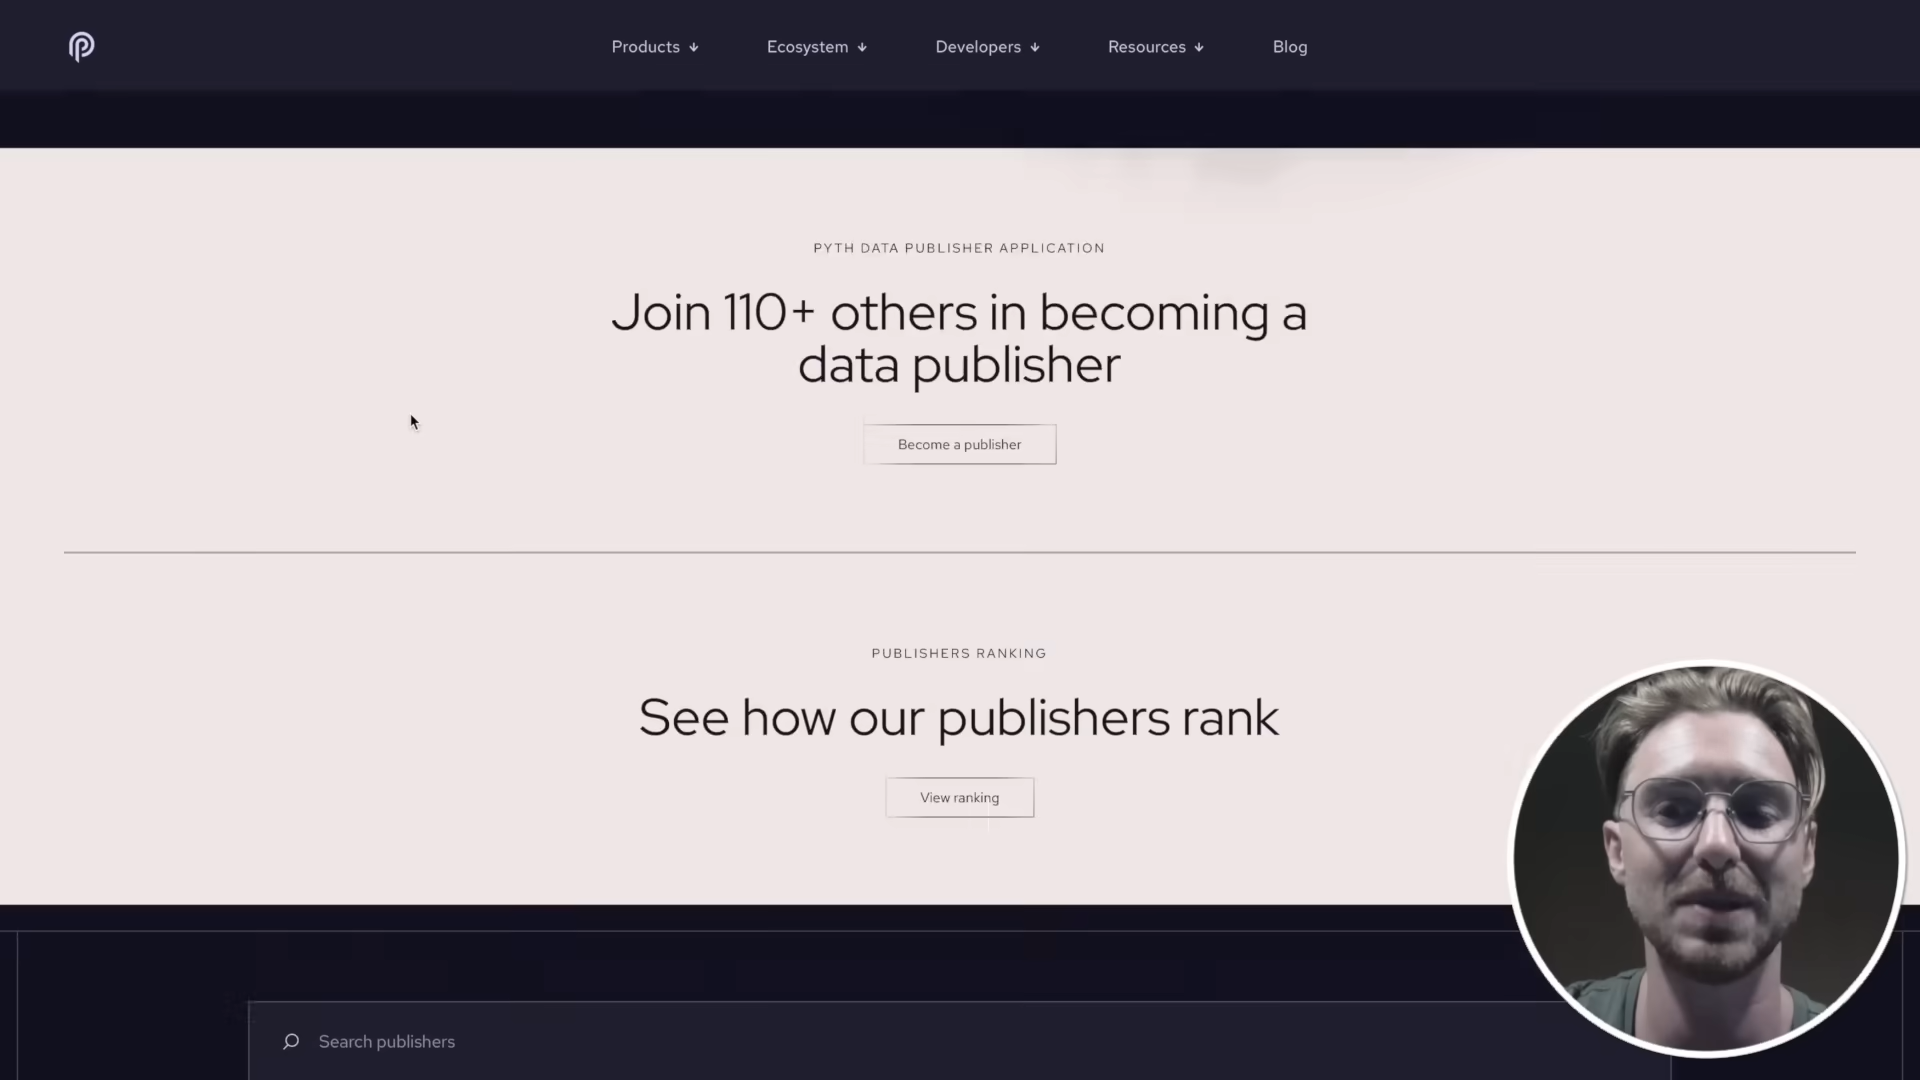 Products
Ecosystem
Developers
Resources
Blog
PYTH DATA PUBLISHER APPLICATION
Join 110+ others in becoming a
data publisher
Become a publisher
PUBLISHERS RANKING
See how our publishers rank
View ranking
Search publishers